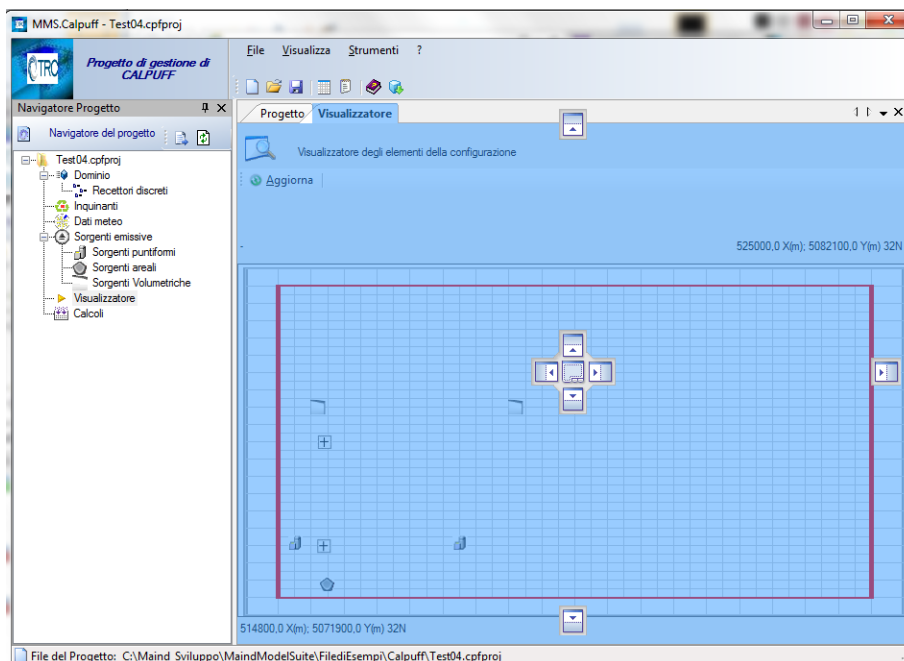 MMS.Calpuff - Test04.cpfproj
TRC
Progetto di gestione di
CALPUFF
File Visualizza Strumenti ?
Navigatore Progetto
Navigatore del progetto
Progetto Visualizzatore
Visualizzatore degli elementi della configurazione
Aggiorna
Test04.cpfproj
Dominio
Recettori discreti
Inquinanti
Dati meteo
Sorgenti emissive
Sorgenti puntiformi
Sorgenti areali
Sorgenti Volumetriche
Visualizzatore
Calcoli
525000,0 X(m); 5082100,0 Y(m) 32N
514800,0 X(m); 5071900,0 Y(m) 32N
File del Progetto: C:\Maind_Sviluppo\MaindModelSuite\FilediEsempi\Calpuff\Test04.cpfproj